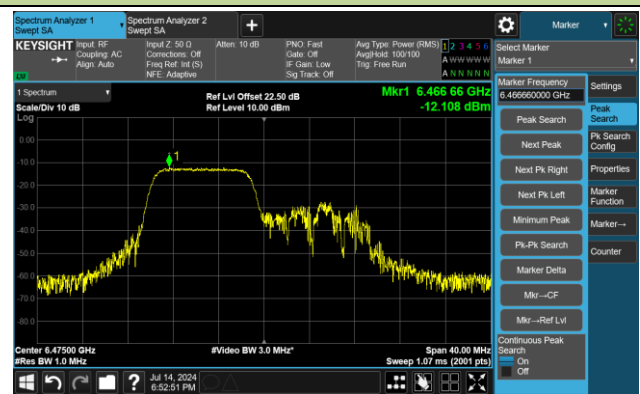 Spectrum Analyzer 1
Swept SA
Spectrum Analyzer 2
Swept SA
+
Marker
KEYSIGHT
Input: RF
Coupling: AC
Align: Auto
Input Z: 50 Ω
Corrections: Off
Freq Ref: Int (S)
NFE: Adaptive
Atten: 10 dB
PNO: Fast
Gate: Off
IF Gain: Low
Sig Track: Off
Avg Type: Power (RMS)
Avg|Hold: 100/100
Trig: Free Run
1 2 3 4 5 6
A W W W W W
A N N N N N
LXI
Select Marker
Marker 1
1 Spectrum
Scale/Div 10 dB
Ref Lvl Offset 22.50 dB
Ref Level 10.00 dBm
Mkr1 6.466 66 GHz
-12.108 dBm
Log
0.00
-10.0
-20.0
-30.0
-40.0
-50.0
-60.0
-70.0
-80.0
1
Center 6.47500 GHz
#Res BW 1.0 MHz
#Video BW 3.0 MHz*
Span 40.00 MHz
Sweep 1.07 ms (2001 pts)
Marker Frequency
6.466660000 GHz
Peak Search
Next Peak
Next Pk Right
Next Pk Left
Minimum Peak
Pk-Pk Search
Marker Delta
Mkr→CF
Mkr→Ref Lvl
Continuous Peak
Search
On
Off
Settings
Peak
Search
Pk Search
Config
Properties
Marker
Function
Marker→
Counter
?
Jul 14, 2024
6:52:51 PM